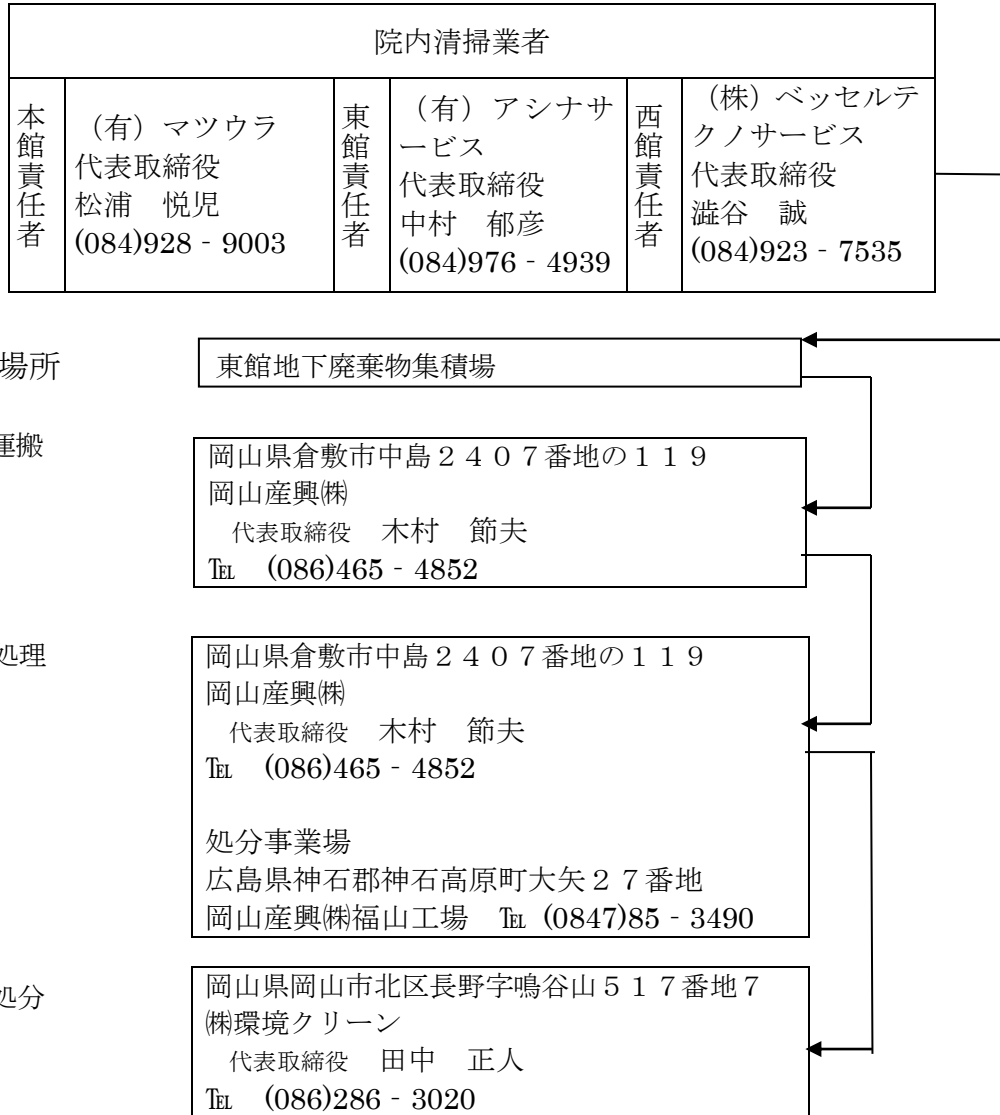 院内清掃業者
本館責任者
（有）マツウラ
代表取締役
松浦　悦児
(084)928‐9003
東館責任者
（有）アシナサ
ービス
代表取締役
中村　郁彦
(084)976‐4939
西館責任者
（株）ベッセルテ
クノサービス
代表取締役
澁谷　誠
(084)923‐7535
場所
東館地下廃棄物集積場
運搬
岡山県倉敷市中島２４０７番地の１１９
岡山産興㈱
代表取締役　木村　節夫
℡　(086)465‐4852
処理
岡山県倉敷市中島２４０７番地の１１９
岡山産興㈱
代表取締役　木村　節夫
℡　(086)465‐4852
処分事業場
広島県神石郡神石高原町大矢２７番地
岡山産興㈱福山工場　℡ (0847)85‐3490
処分
岡山県岡山市北区長野字鳴谷山５１７番地７
㈱環境クリーン
代表取締役　田中　正人
℡　(086)286‐3020